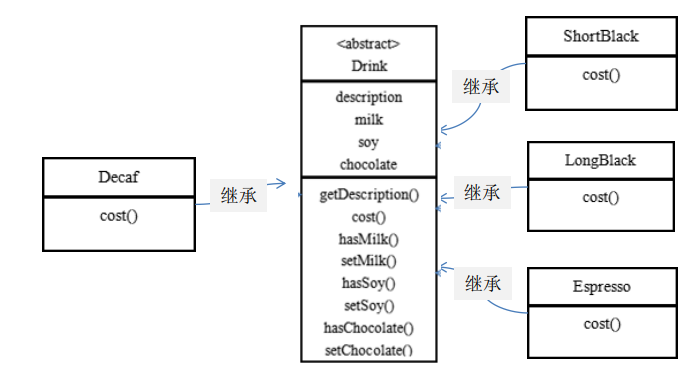 <abstract>
Drink
description
milk
soy
chocolate
getDescription()
cost()
hasMilk()
setMilk()
hasSoy()
setSoy()
hasChocolate()
setChocolate()
Decaf
cost()
继承
继承
ShortBlack
cost()
继承
LongBlack
cost()
继承
Espresso
cost()